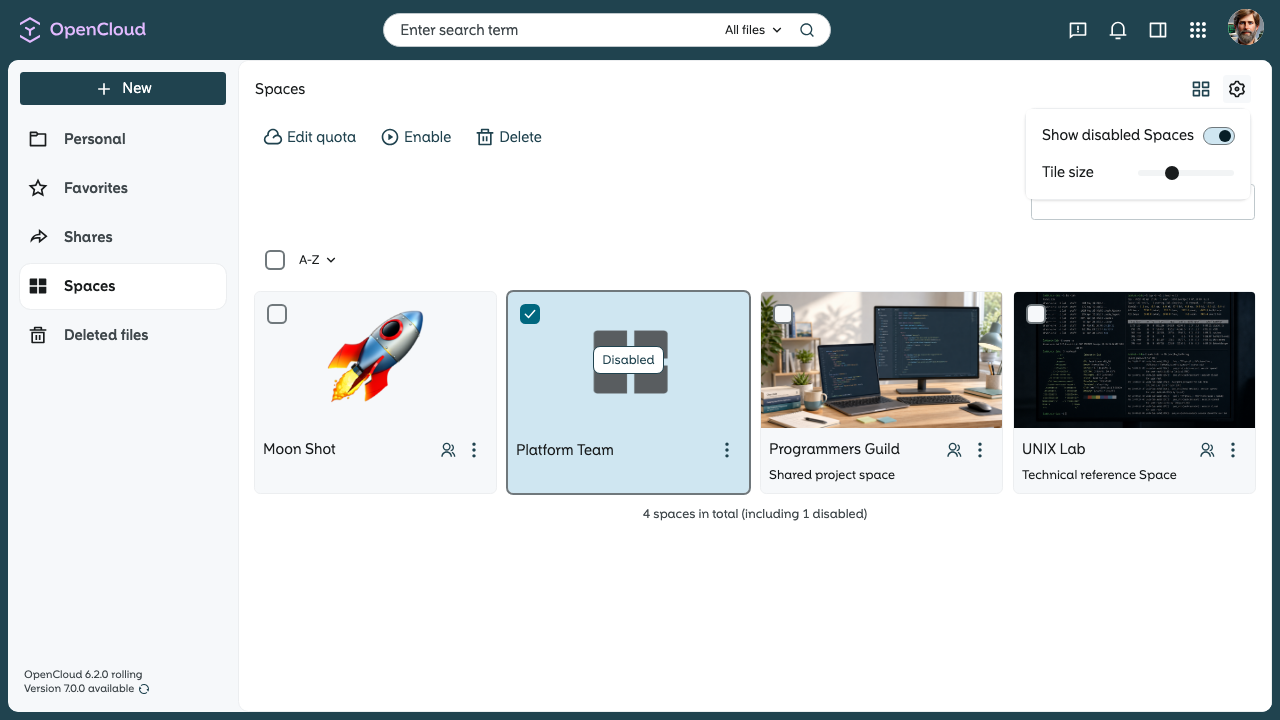 OpenCloud
Enter search term
All files
New
Personal
Favorites
Shares
Spaces
Deleted files
OpenCloud 6.2.0 rolling
Version 7.0.0 available
Spaces
Edit quota
Enable
Delete
Show disabled Spaces
Tile size
A-Z
Disabled
Moon Shot
Platform Team
Programmers Guild
Shared project space
UNIX Lab
Technical reference Space
4 spaces in total (including 1 disabled)